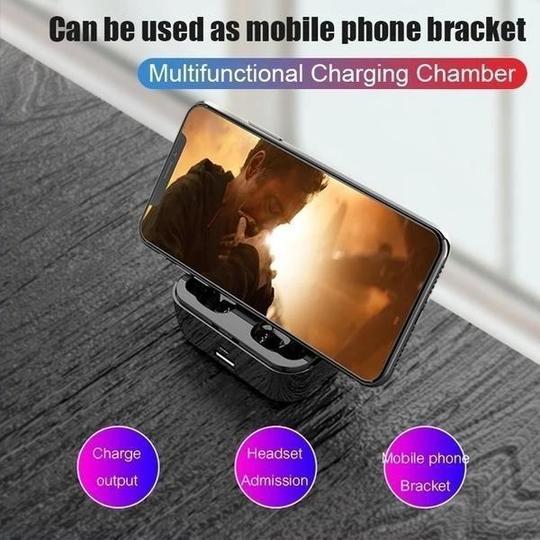 Can be used as mobile phone bracket
Multifunctional Charging Chamber
Charge
output
Headset
Admission
Mobile phone
Bracket